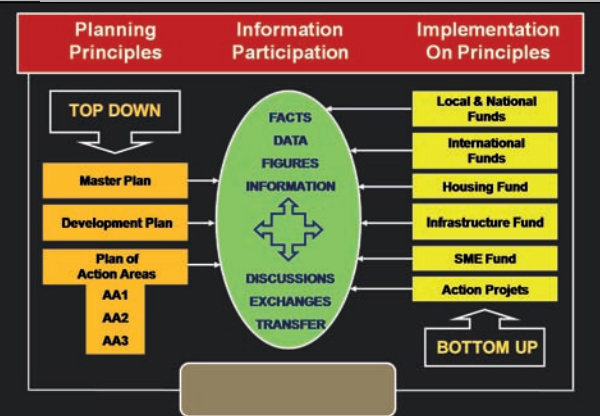 Planning
Principles
Information
Participation
Implementation
On Principles
TOP DOWN
Master Plan
Development Plan
Plan of
Action Areas
AA1
AA2
AA3
FACTS
DATA
FIGURES
INFORMATION
DISCUSSIONS
EXCHANGES
TRANSFER
Local & National
Funds
International
Funds
Housing Fund
Infrastructure Fund
SME Fund
Action Projets
BOTTOM UP